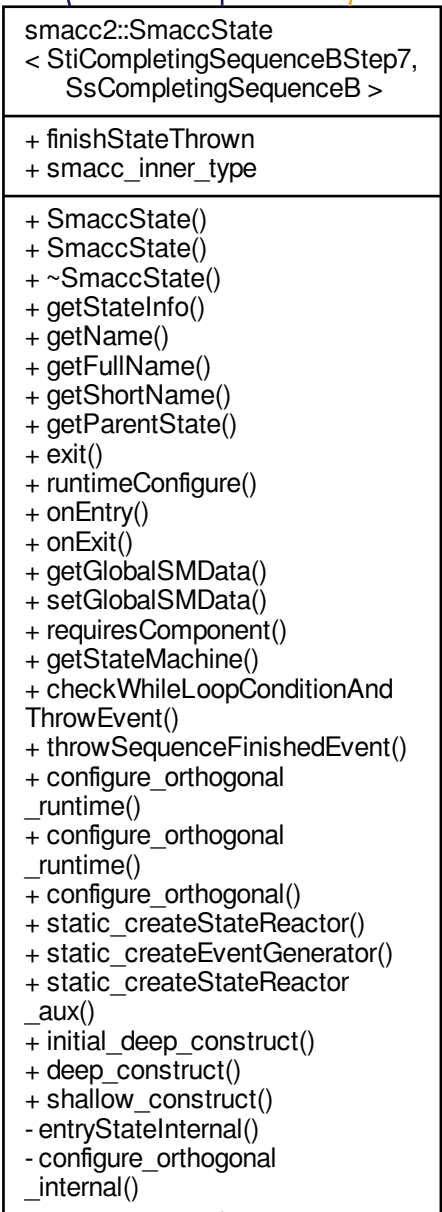 smacc2::SmaccState
< StiCompletingSequenceBStep7,
SsCompletingSequenceB >
+ finishStateThrown
+ smacc_inner_type
+ SmaccState()
+ SmaccState()
+ ~SmaccState()
+ getStateInfo()
+ getName()
+ getFullName()
+ getShortName()
+ getParentState()
+ exit()
+ runtimeConfigure()
+ onEntry()
+ onExit()
+ getGlobalSMData()
+ setGlobalSMData()
+ requiresComponent()
+ getStateMachine()
+ checkWhileLoopConditionAnd
ThrowEvent()
+ throwSequenceFinishedEvent()
+ configure_orthogonal
_runtime()
+ configure_orthogonal
_runtime()
+ configure_orthogonal()
+ static_createStateReactor()
+ static_createEventGenerator()
+ static_createStateReactor
_aux()
+ initial_deep_construct()
+ deep_construct()
+ shallow_construct()
- entryStateInternal()
- configure_orthogonal
_internal()